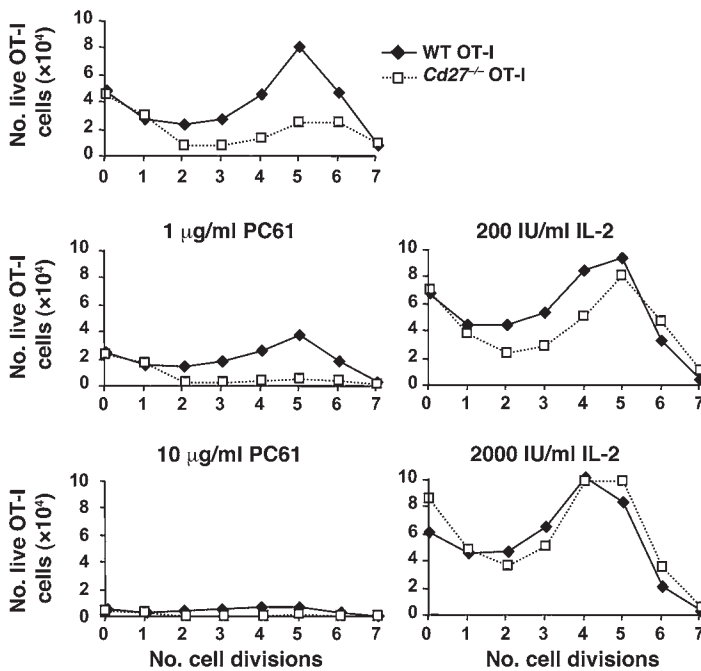 No. live OT-I
cells (×10⁴)
10
8
6
4
2
0
0 1 2 3 4 5 6 7
WT OT-I
Cd27⁻/⁻ OT-I
1 µg/ml PC61
No. live OT-I
cells (×10⁴)
10
8
6
4
2
0
0 1 2 3 4 5 6 7
200 IU/ml IL-2
10
8
6
4
2
0
0 1 2 3 4 5 6 7
10 µg/ml PC61
No. live OT-I
cells (×10⁴)
10
8
6
4
2
0
0 1 2 3 4 5 6 7
No. cell divisions
2000 IU/ml IL-2
10
8
6
4
2
0
0 1 2 3 4 5 6 7
No. cell divisions